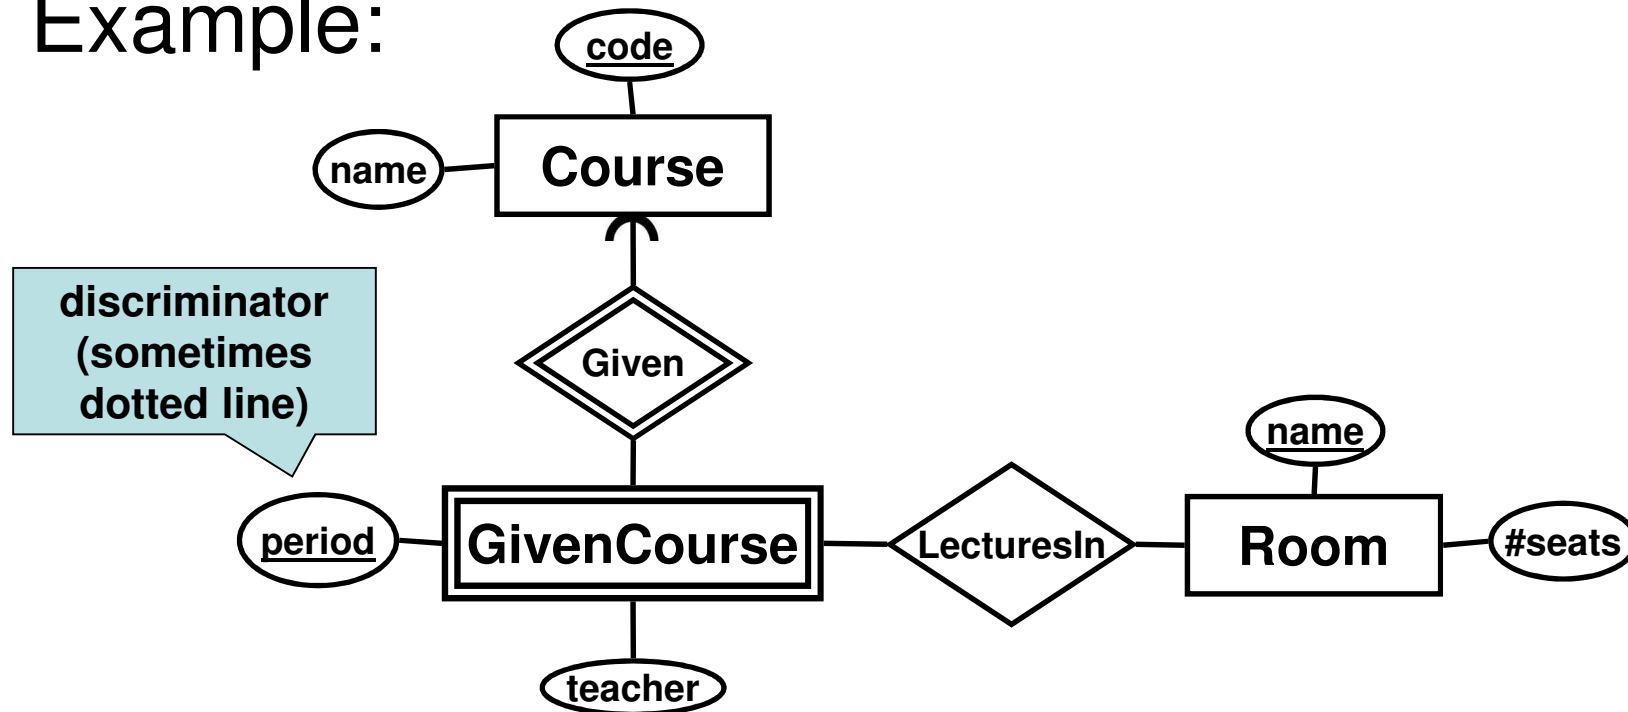 Example:
code
name
Course
discriminator
(sometimes
dotted line)
Given
name
period
GivenCourse
LecturesIn
Room
#seats
teacher